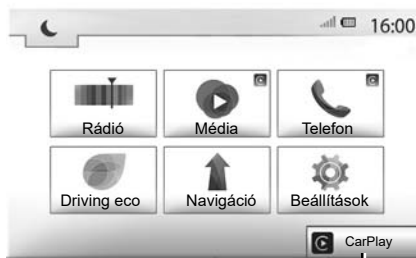 16:00
Rádió Média Telefon
Driving eco Navigáció Beállítások
CarPlay